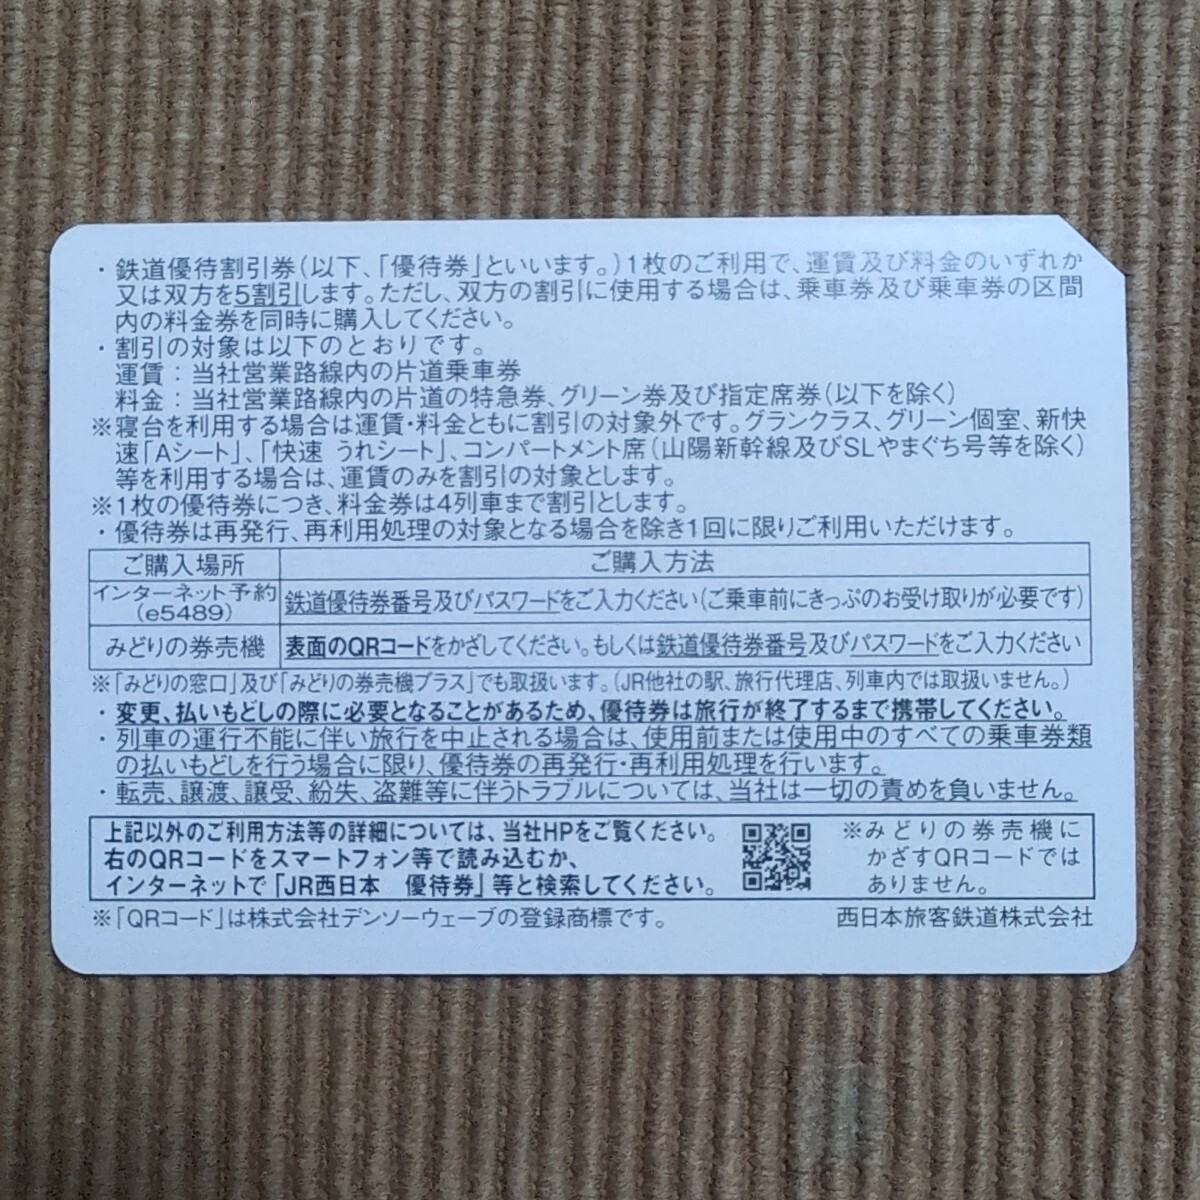 ・鉄道優待割引券(以下、「優待券」といいます。)1枚のご利用で、運賃及び料金のいずれか
又は双方を5割引します。ただし、双方の割引に使用する場合は、乗車券及び乗車券の区間
内の料金券を同時に購入してください。
・割引の対象は以下のとおりです。
運賃：当社営業路線内の片道乗車券
料金：当社営業路線内の片道の特急券、グリーン券及び指定席券(以下を除く)
※寝台を利用する場合は運賃・料金ともに割引の対象外です。グランクラス、グリーン個室、新快
速「Aシート」、「快速 うれシート」、コンパートメント席(山陽新幹線及びSLやまぐち号等を除く)
等を利用する場合は、運賃のみを割引の対象とします。
※1枚の優待券につき、料金券は4列車まで割引とします。
・優待券は再発行、再利用処理の対象となる場合を除き1回に限りご利用いただけます。
ご購入場所 ご購入方法
インターネット予約
(e5489)
鉄道優待券番号及びパスワードをご入力ください(ご乗車前にきっぷのお受け取りが必要です)
みどりの券売機 表面のQRコードをかざしてください。もしくは鉄道優待券番号及びパスワードをご入力ください
※「みどりの窓口」及び「みどりの券売機プラス」でも取扱います。(JR他社の駅、旅行代理店、列車内では取扱いません。)
・変更、払いもどしの際に必要となることがあるため、優待券は旅行が終了するまで携帯してください。
・列車の運行不能に伴い旅行を中止される場合は、使用前または使用中のすべての乗車券類
の払いもどしを行う場合に限り、優待券の再発行・再利用処理を行います。
・転売、譲渡、譲受、紛失、盗難等に伴うトラブルについては、当社は一切の責めを負いません。
上記以外のご利用方法等の詳細については、当社HPをご覧ください。
右のQRコードをスマートフォン等で読み込むか、
インターネットで「JR西日本　優待券」等と検索してください。
※みどりの券売機に
かざすQRコードでは
ありません。
※「QRコード」は株式会社デンソーウェーブの登録商標です。
西日本旅客鉄道株式会社